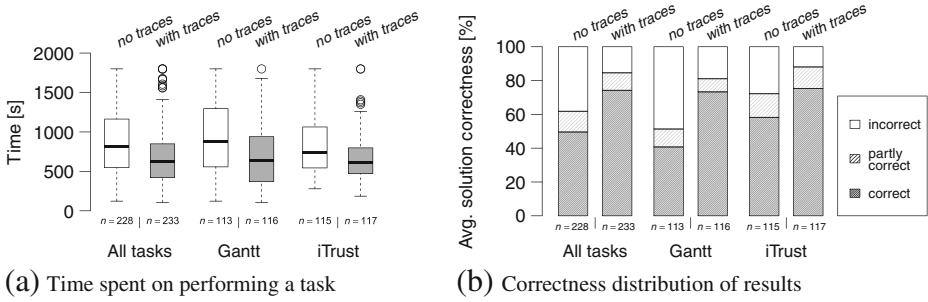 no traces
with traces
no traces
with traces
no traces
with traces
Time [s]
2000
1500
1000
500
0
n = 228
n = 233
n = 113
n = 116
n = 115
n = 117
All tasks
Gantt
iTrust
(a) Time spent on performing a task
no traces
with traces
no traces
with traces
no traces
with traces
Avg. solution correctness [%]
100
80
60
40
20
0
n = 228
n = 233
n = 113
n = 116
n = 115
n = 117
All tasks
Gantt
iTrust
incorrect
partly
correct
correct
(b) Correctness distribution of results